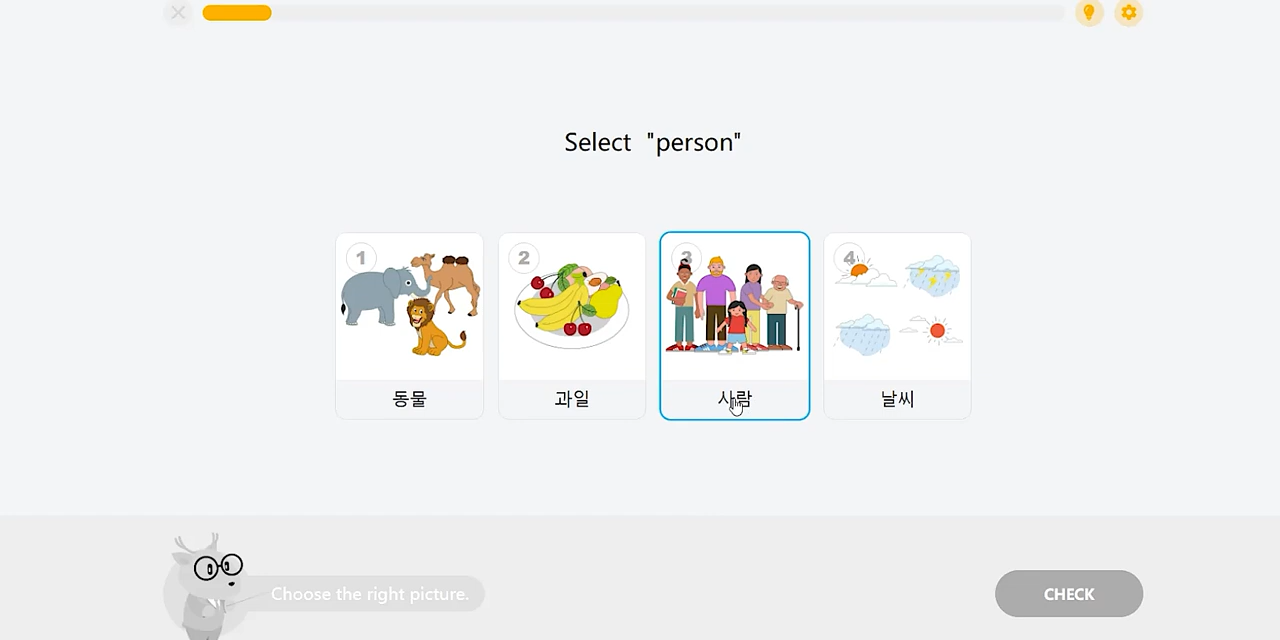 Select "person"
1
2
3
4
동물
과일
사람
날씨
Choose the right picture.
CHECK